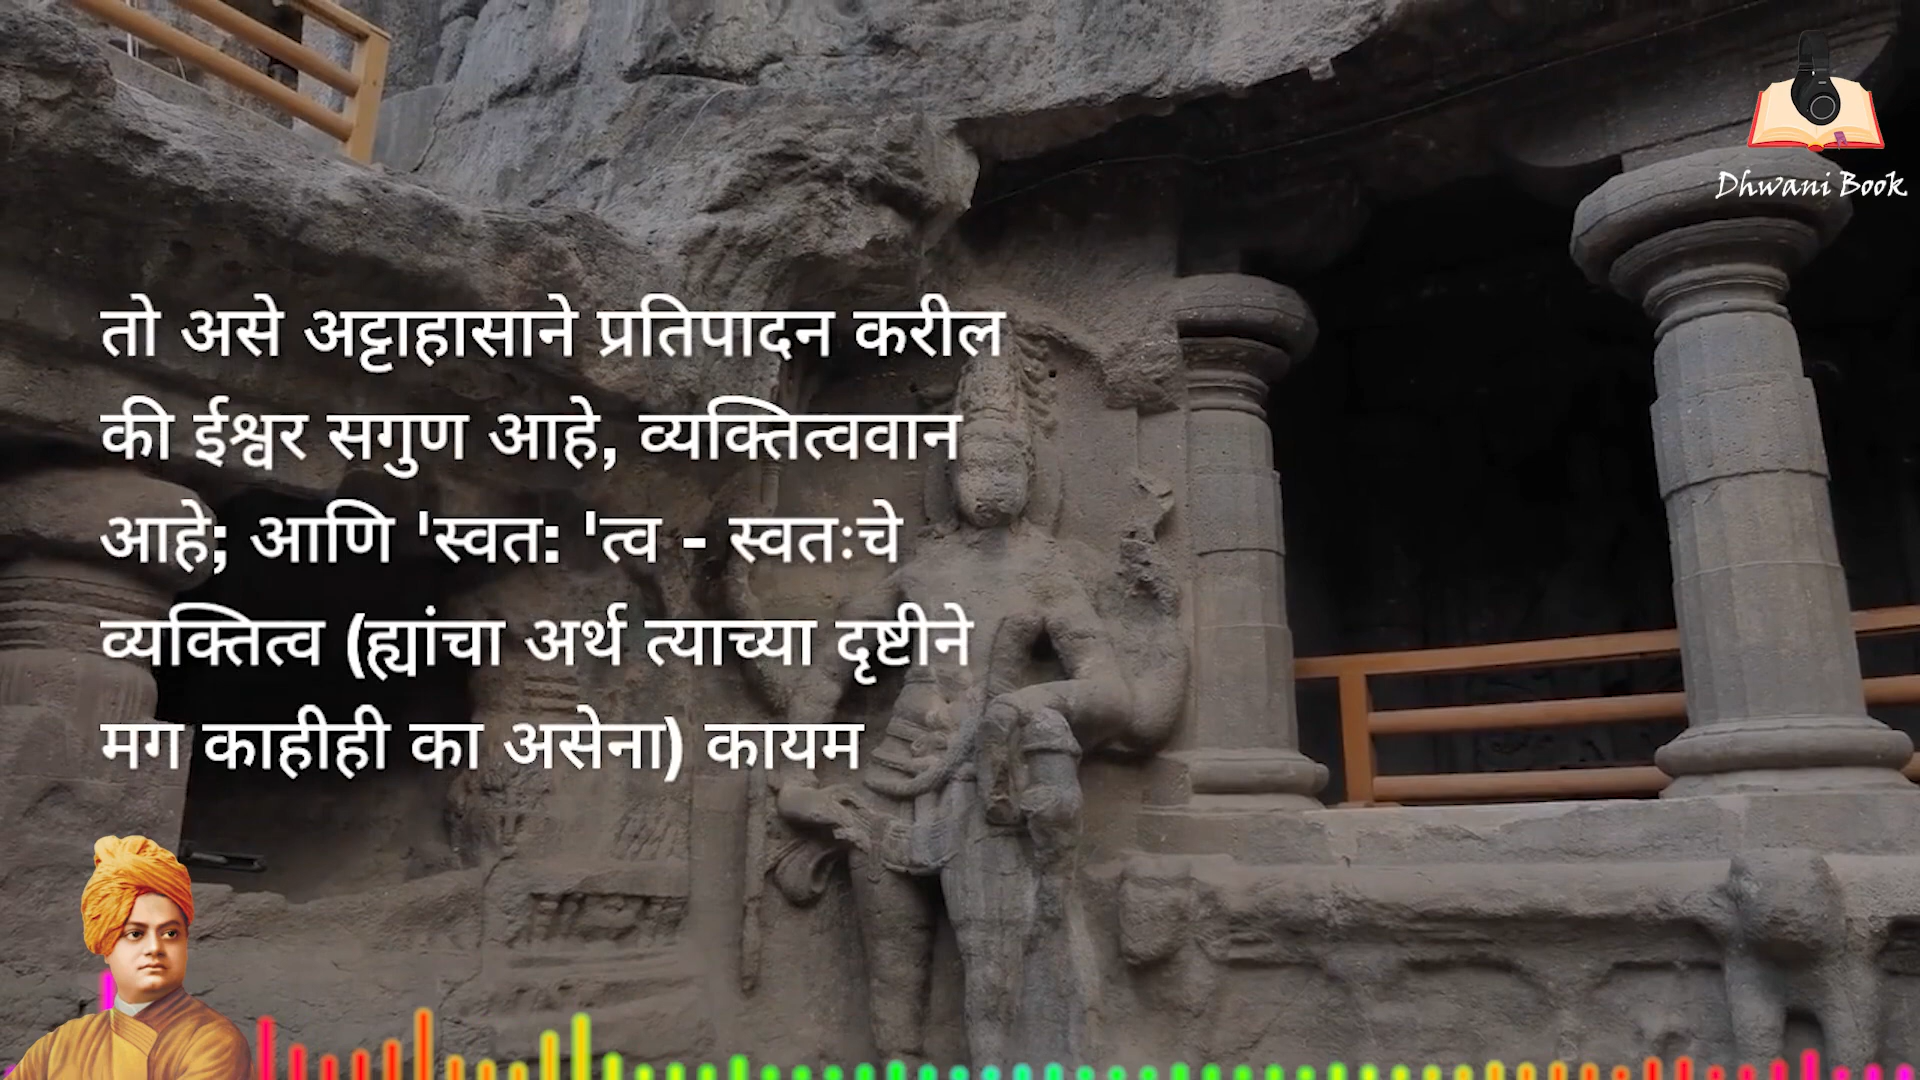 Dhwani Book
तो असे अट्टाहासाने प्रतिपादन करील
की ईश्वर सगुण आहे, व्यक्तित्ववान
आहे; आणि 'स्वत: 'त्व - स्वतःचे
व्यक्तित्व (ह्यांचा अर्थ त्याच्या दृष्टीने
मग काहीही का असेना) कायम